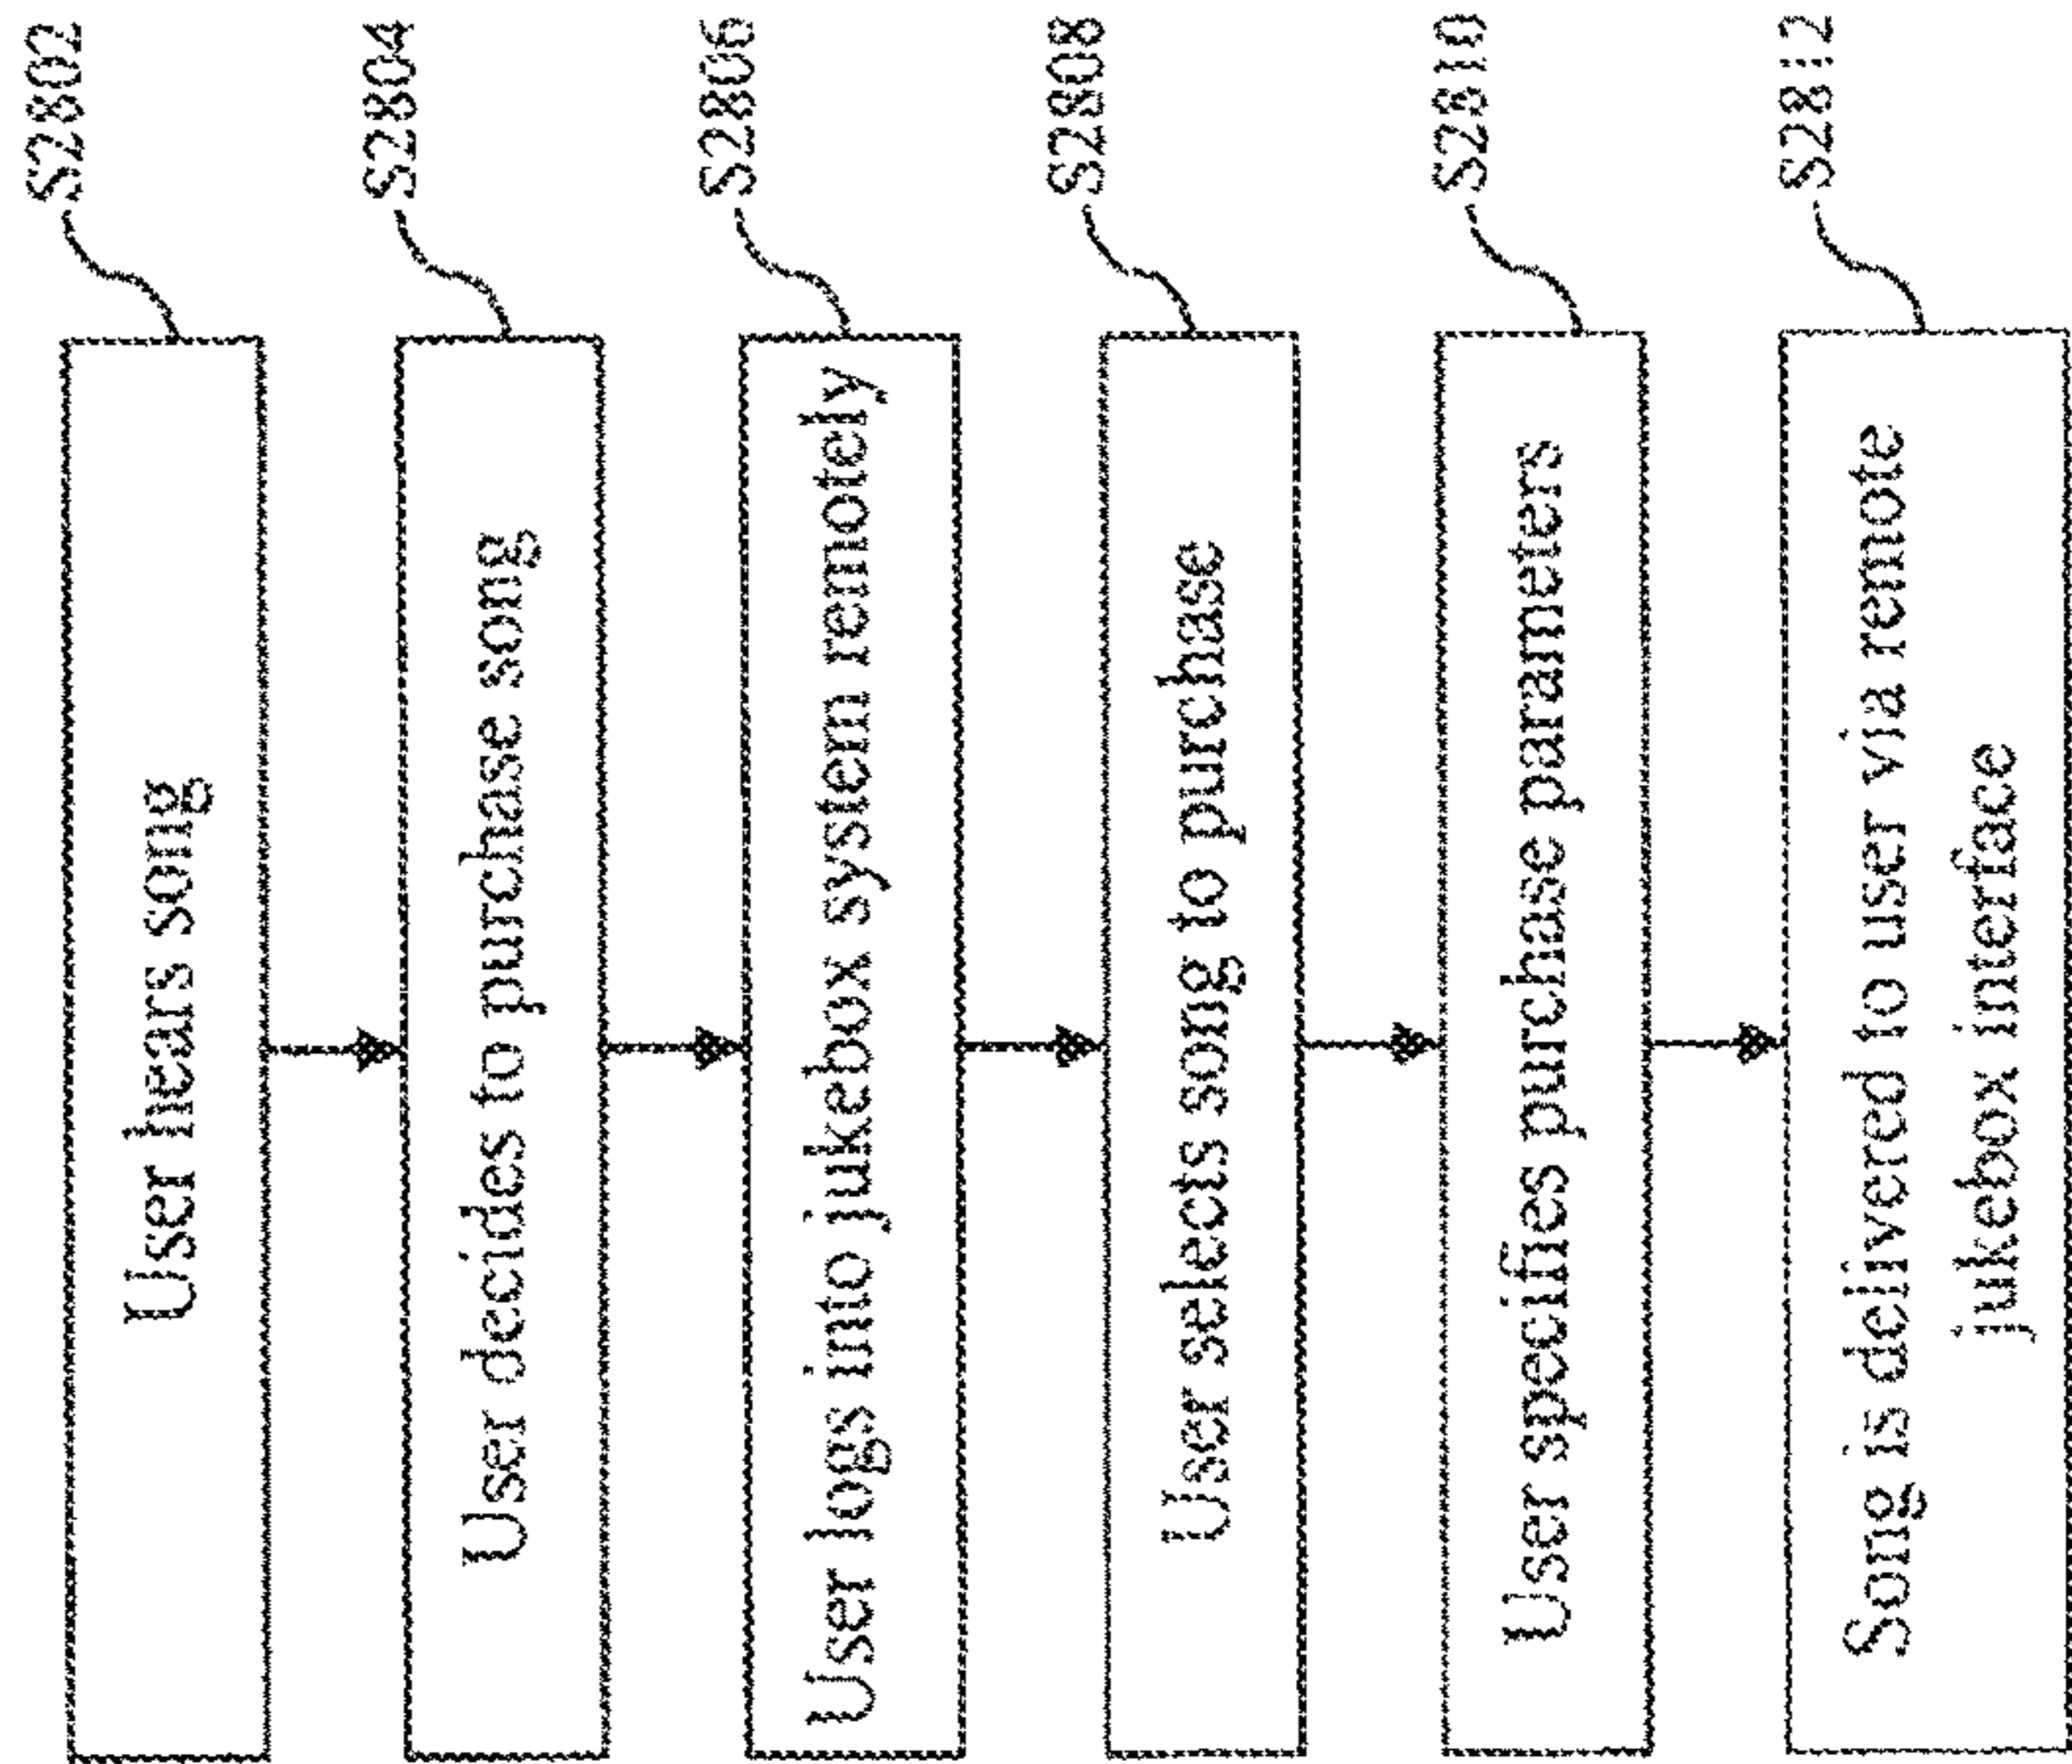 User hears song
S2802
User decides to purchase song
S2804
User logs into jukebox system remotely
S2806
User selects song to purchase
S2808
User specifies purchase parameters
S2810
Song is delivered to user via remote
jukebox interface
S2812